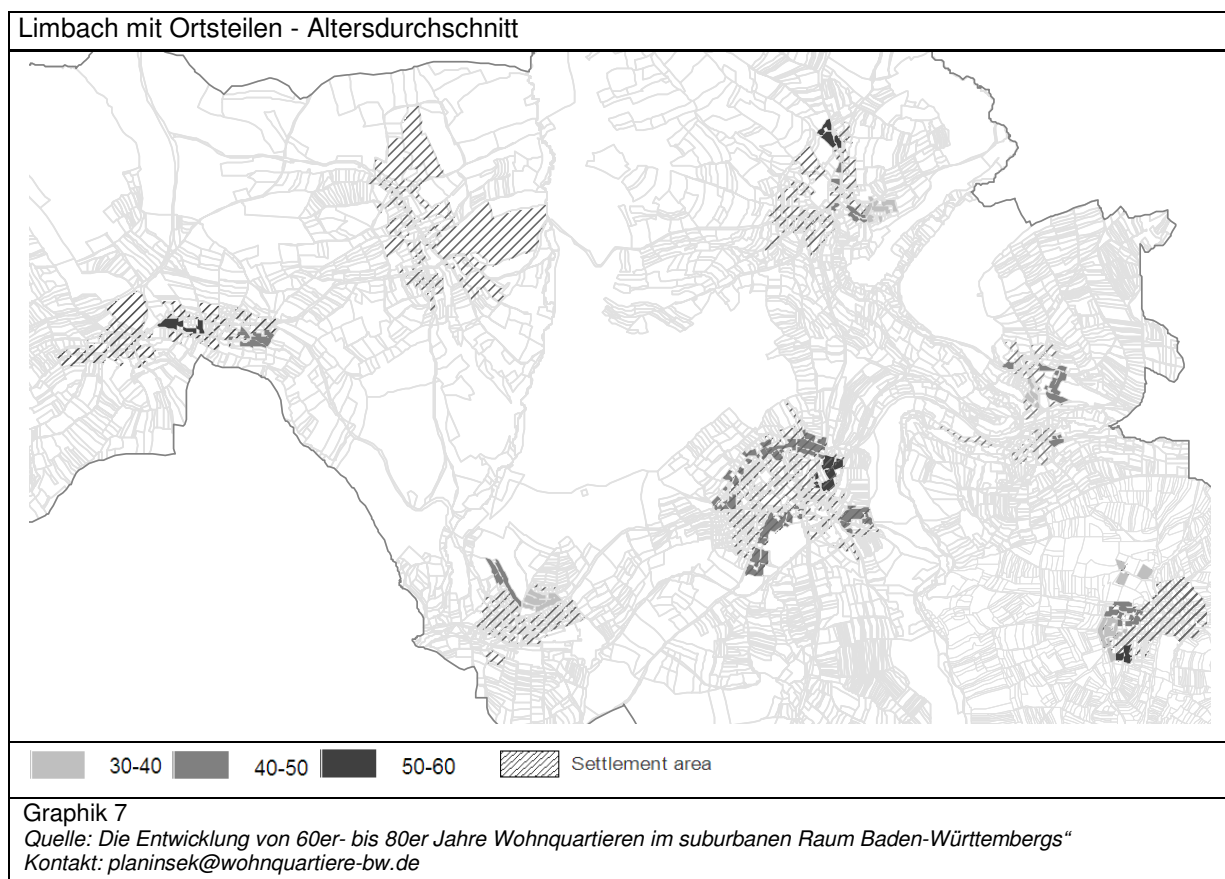 Limbach mit Ortsteilen - Altersdurchschnitt
30-40 40-50 50-60 Settlement area
Graphik 7
Quelle: Die Entwicklung von 60er- bis 80er Jahre Wohnquartieren im suburbanen Raum Baden-Württembergs“
Kontakt: planinsek@wohnquartiere-bw.de